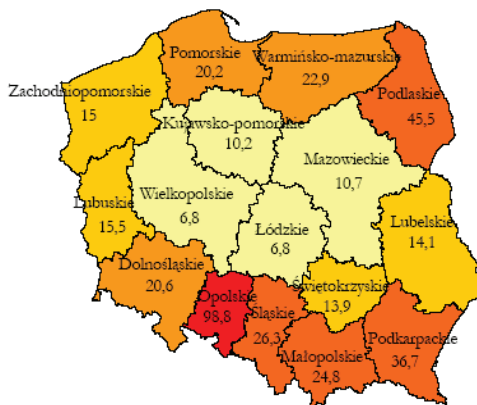 Pomorskie
20,2
Warmińsko-mazurskie
22,9
Zachodniopomorskie
15
Podlaskie
45,5
Kujawsko-pomorskie
10,2
Mazowieckie
10,7
Wielkopolskie
6,8
Lubuskie
15,5
Łódzkie
6,8
Lubelskie
14,1
Dolnośląskie
20,6
Opolskie
98,8
Śląskie
26,3
Świętokrzyskie
13,9
Małopolskie
24,8
Podkarpackie
36,7